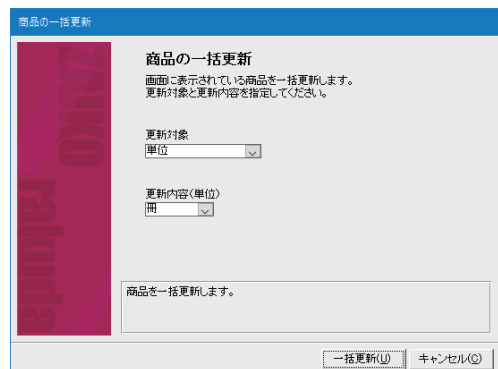 商品の一括更新
ZAIKO
rakuda
商品の一括更新
画面に表示されている商品を一括更新します。
更新対象と更新内容を指定してください。
更新対象
単位
更新内容(単位)
冊
商品を一括更新します。
一括更新(U)
キャンセル(C)